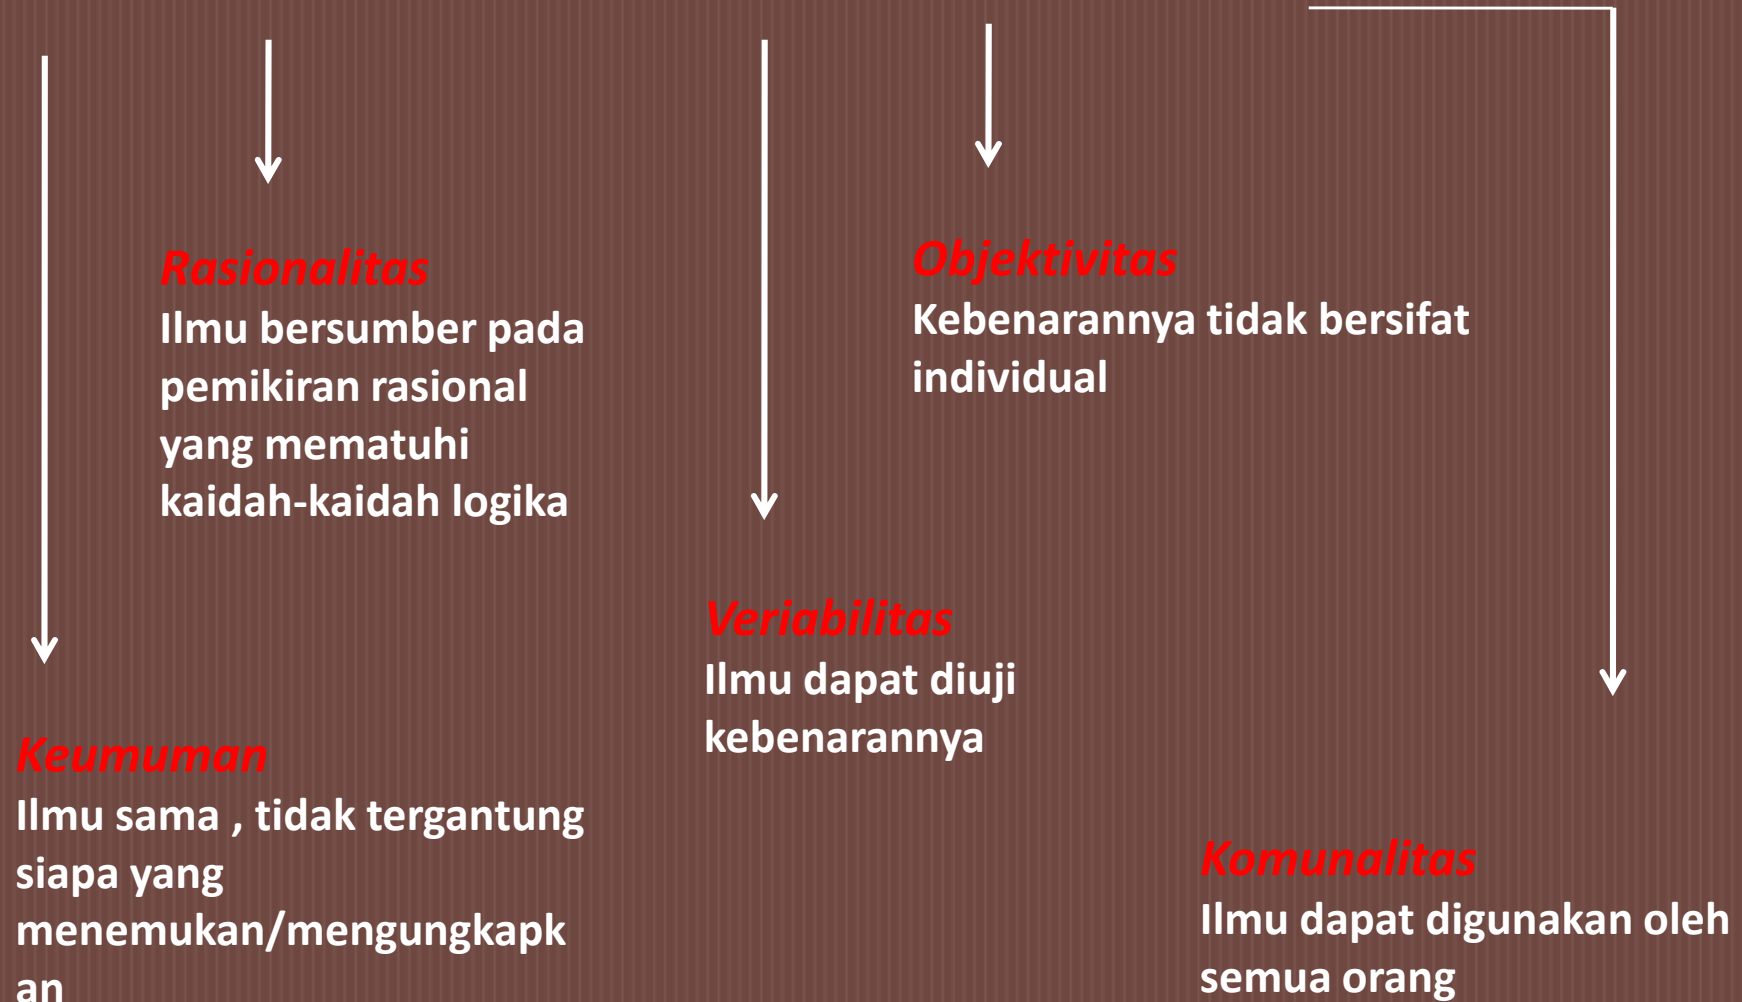 Rasionalitas
Ilmu bersumber pada
pemikiran rasional
yang mematuhi
kaidah-kaidah logika
Objektivitas
Kebenarannya tidak bersifat
individual
Veriabilitas
Ilmu dapat diuji
kebenarannya
Keumuman
Ilmu sama , tidak tergantung
siapa yang
menemukan/mengungkapk
an
Komunalitas
Ilmu dapat digunakan oleh
semua orang